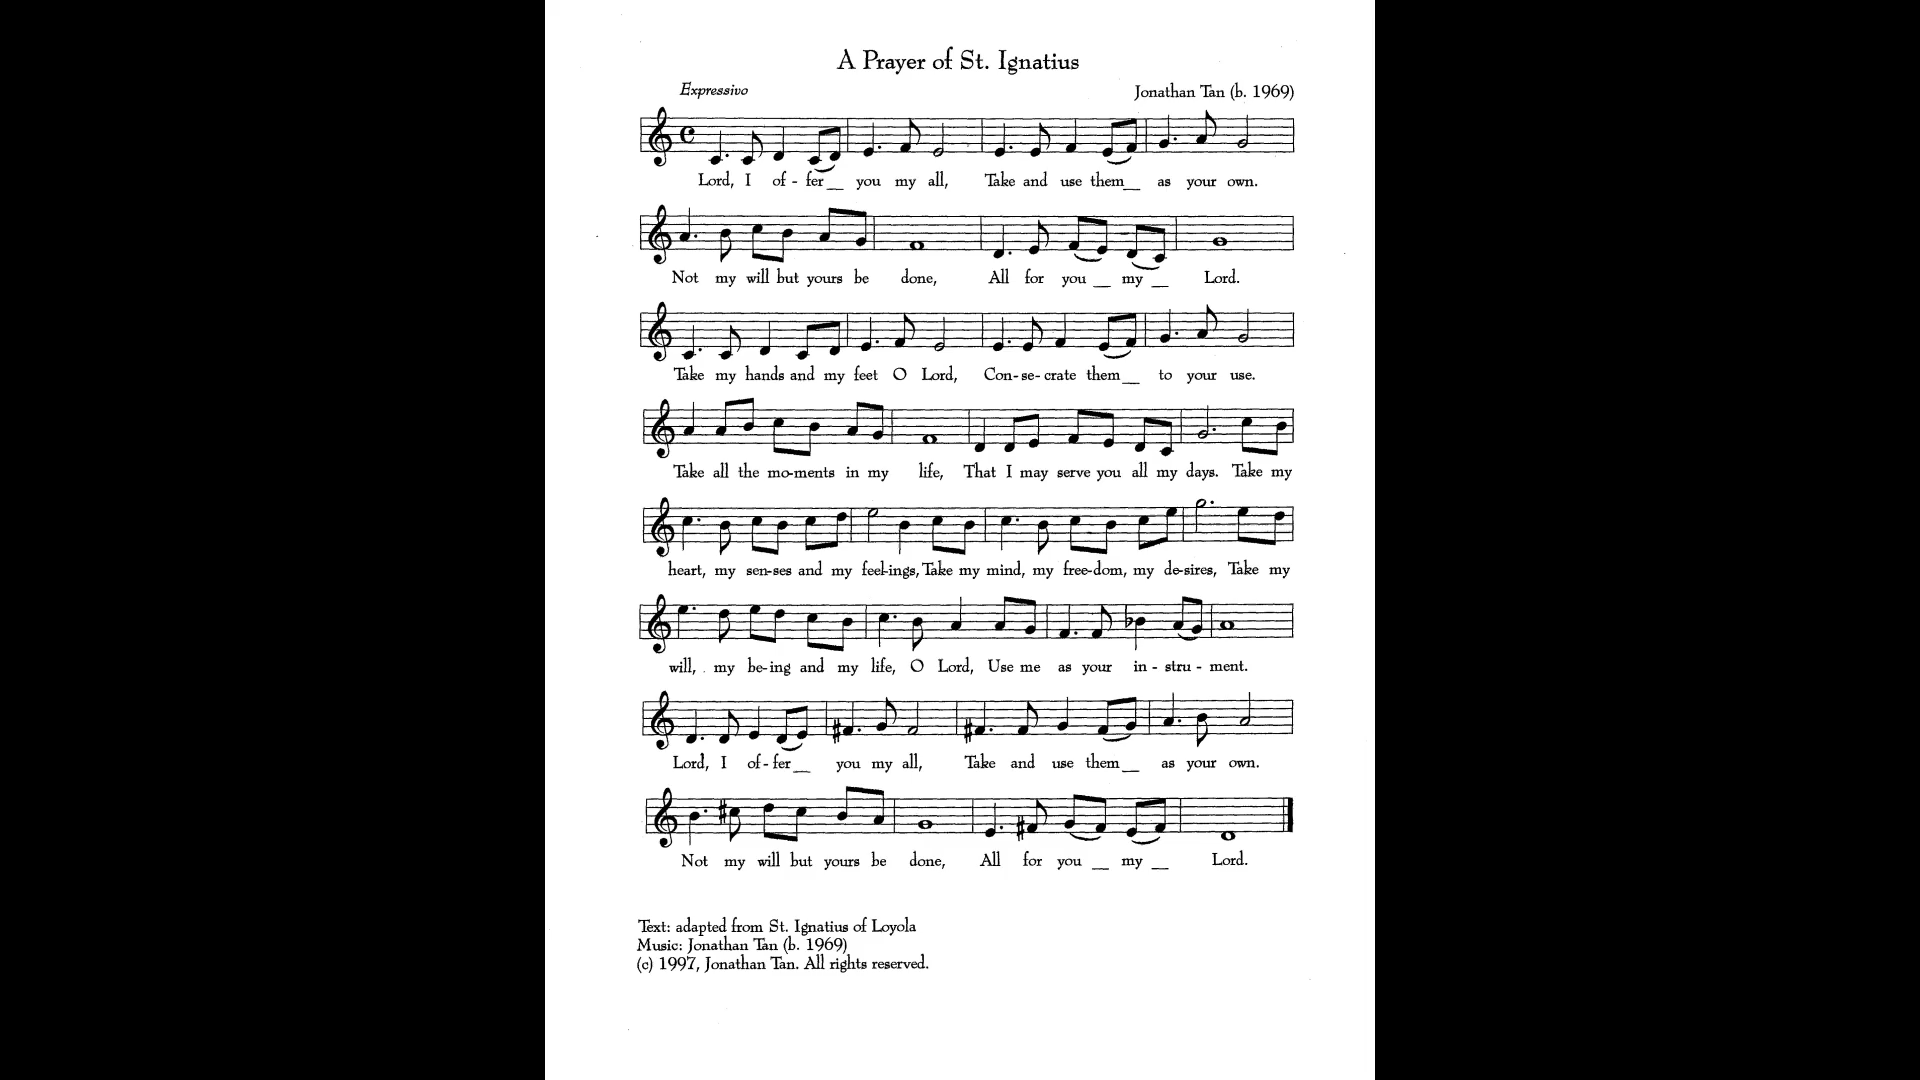 A Prayer of St. Ignatius
Expressivo
Jonathan Tan (b. 1969)
Lord, I of - fer __ you my all, Take and use them __ as your own.
Not my will but yours be done, All for you __ my __ Lord.
Take my hands and my feet O Lord, Con-se-crate them __ to your use.
Take all the mo-ments in my life, That I may serve you all my days. Take my
heart, my sen-ses and my feel-ings, Take my mind, my free-dom, my de-sires, Take my
will, my be-ing and my life, O Lord, Use me as your in - stru - ment.
Lord, I of - fer __ you my all, Take and use them __ as your own.
Not my will but yours be done, All for you __ my __ Lord.
Text: adapted from St. Ignatius of Loyola
Music: Jonathan Tan (b. 1969)
(c) 1997, Jonathan Tan. All rights reserved.